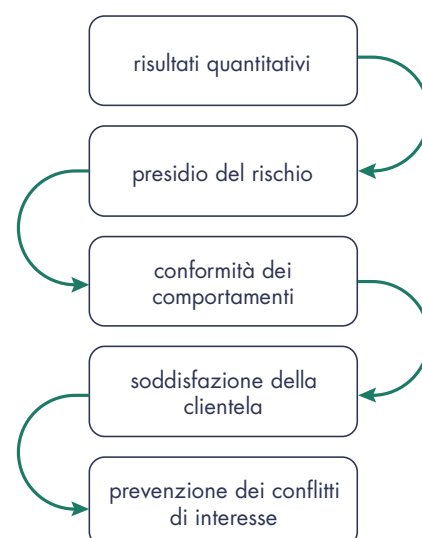 risultati quantitativi
presidio del rischio
conformità dei
comportamenti
soddisfazione della
clientela
prevenzione dei conflitti
di interesse